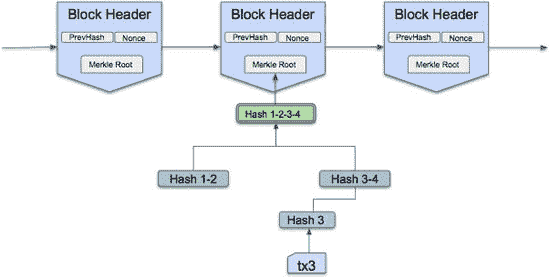 Block Header Block Header Block Header
PrevHash Nonce PrevHash Nonce PrevHash Nonce
Merkle Root Merkle Root Merkle Root
Hash 1-2-3-4
Hash 1-2 Hash 3-4
Hash 3
tx3